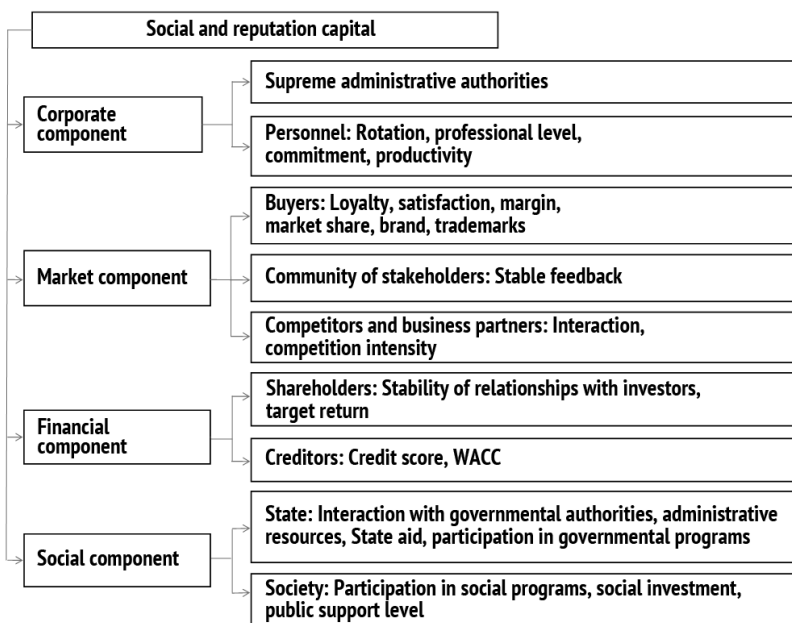 Social and reputation capital
Corporate
component
Supreme administrative authorities
Personnel: Rotation, professional level,
commitment, productivity
Market component
Buyers: Loyalty, satisfaction, margin,
market share, brand, trademarks
Community of stakeholders: Stable feedback
Competitors and business partners: Interaction,
competition intensity
Financial
component
Shareholders: Stability of relationships with investors,
target return
Creditors: Credit score, WACC
Social component
State: Interaction with governmental authorities, administrative
resources, State aid, participation in governmental programs
Society: Participation in social programs, social investment,
public support level